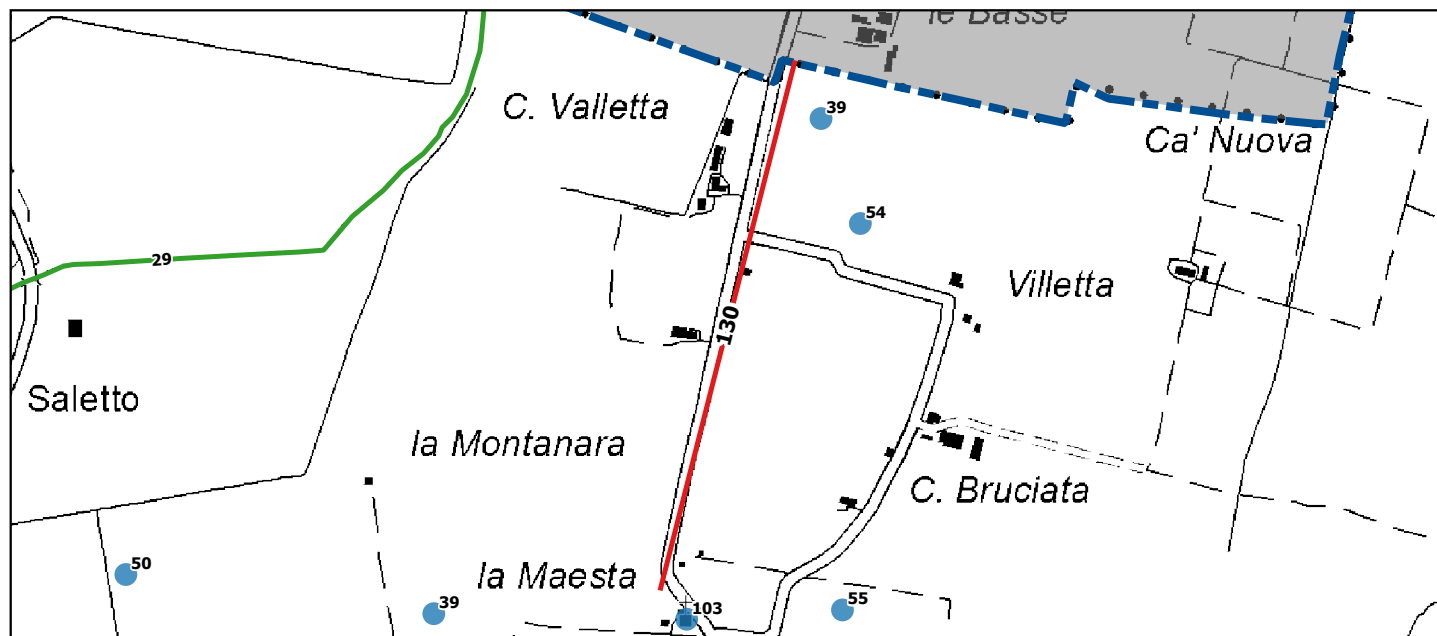 le Basse
C. Valletta
39
Ca' Nuova
54
29
Villetta
130
Saletto
la Montanara
C. Bruciata
50
la Maesta
39
103
55